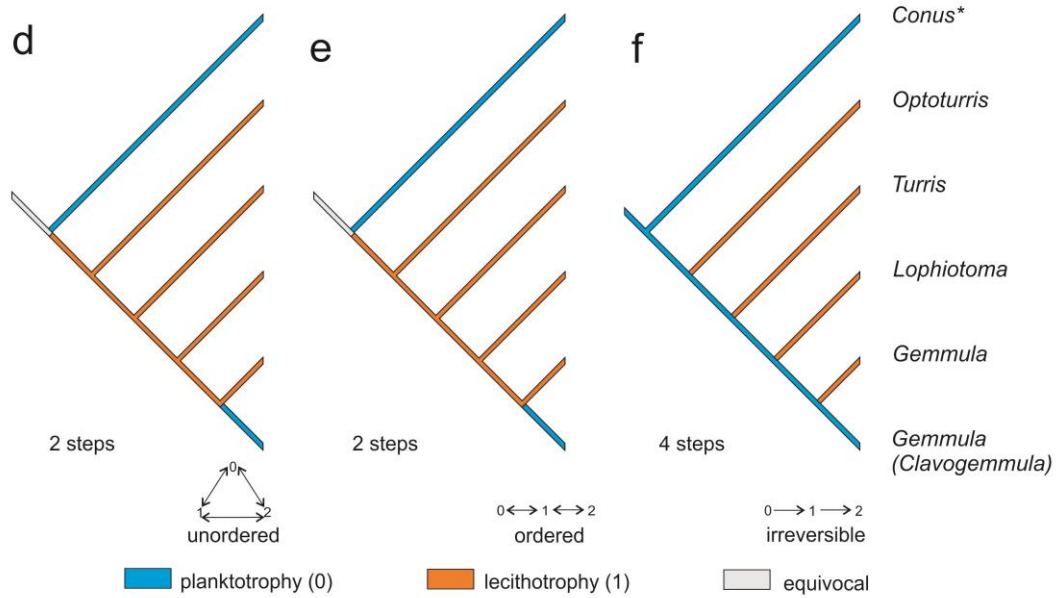 d
e
f
Conus*
Optoturris
Turris
Lophiotoma
Gemmula
Gemmula
(Clavogemmula)
2 steps
2 steps
4 steps
0
1 2
unordered
0 1 2
ordered
0 1 2
irreversible
planktotrophy (0)
lecithotrophy (1)
equivocal